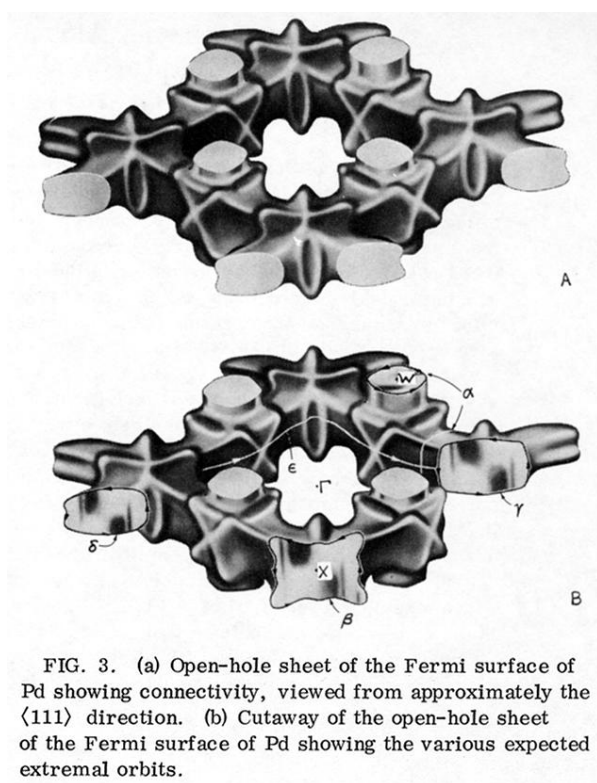 A
W
α
ϵ
Γ
γ
δ
X
β
B
FIG. 3. (a) Open-hole sheet of the Fermi surface of
Pd showing connectivity, viewed from approximately the
⟨111⟩ direction. (b) Cutaway of the open-hole sheet
of the Fermi surface of Pd showing the various expected
extremal orbits.